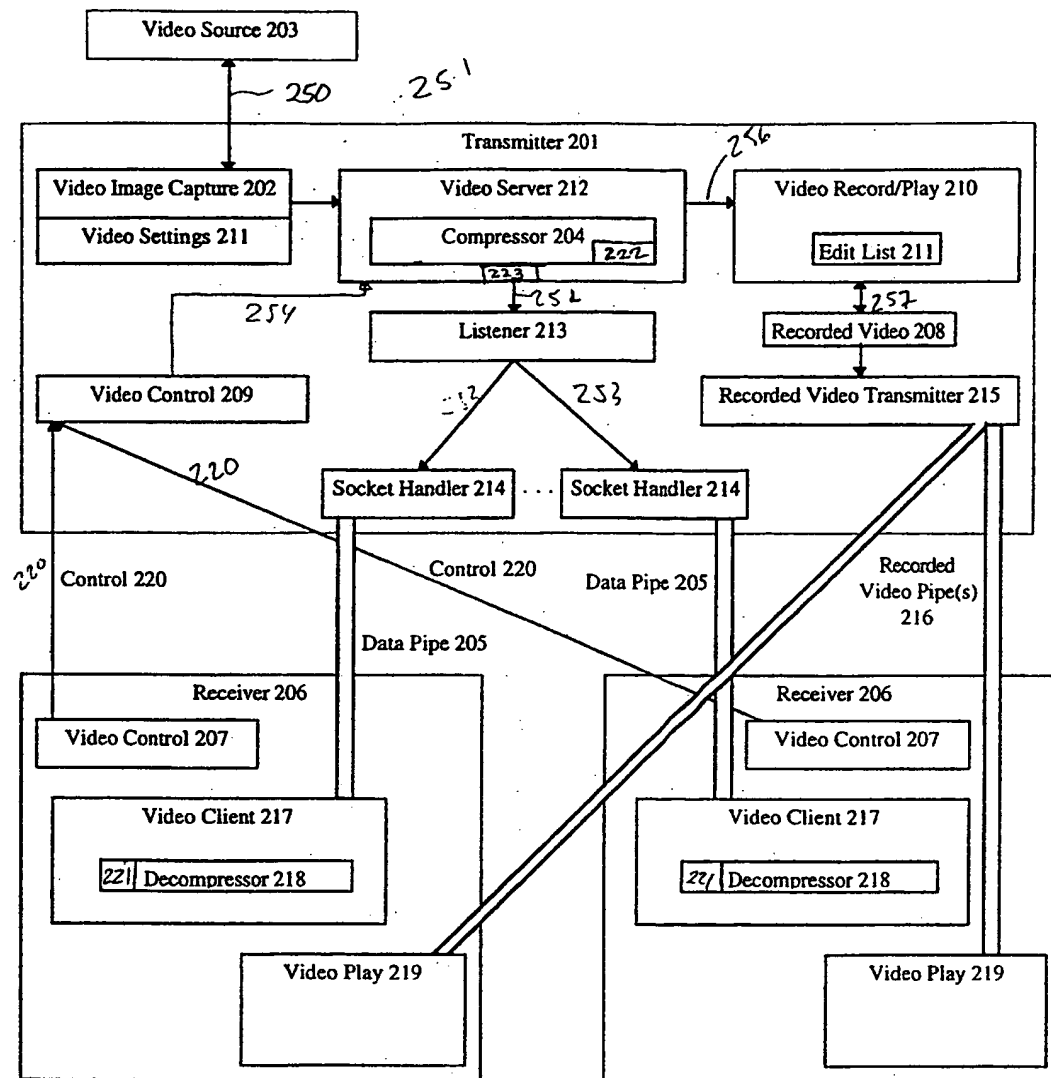 Video Source 203
250
251
Transmitter 201
256
Video Image Capture 202
Video Server 212
Video Record/Play 210
Video Settings 211
Compressor 204
222
Edit List 211
223
254
252
257
Listener 213
Recorded Video 208
Video Control 209
253
Recorded Video Transmitter 215
220
Socket Handler 214
...
Socket Handler 214
220
Control 220
Control 220
Data Pipe 205
Recorded
Video Pipe(s)
216
Data Pipe 205
Receiver 206
Receiver 206
Video Control 207
Video Control 207
Video Client 217
Video Client 217
221
Decompressor 218
221
Decompressor 218
Video Play 219
Video Play 219